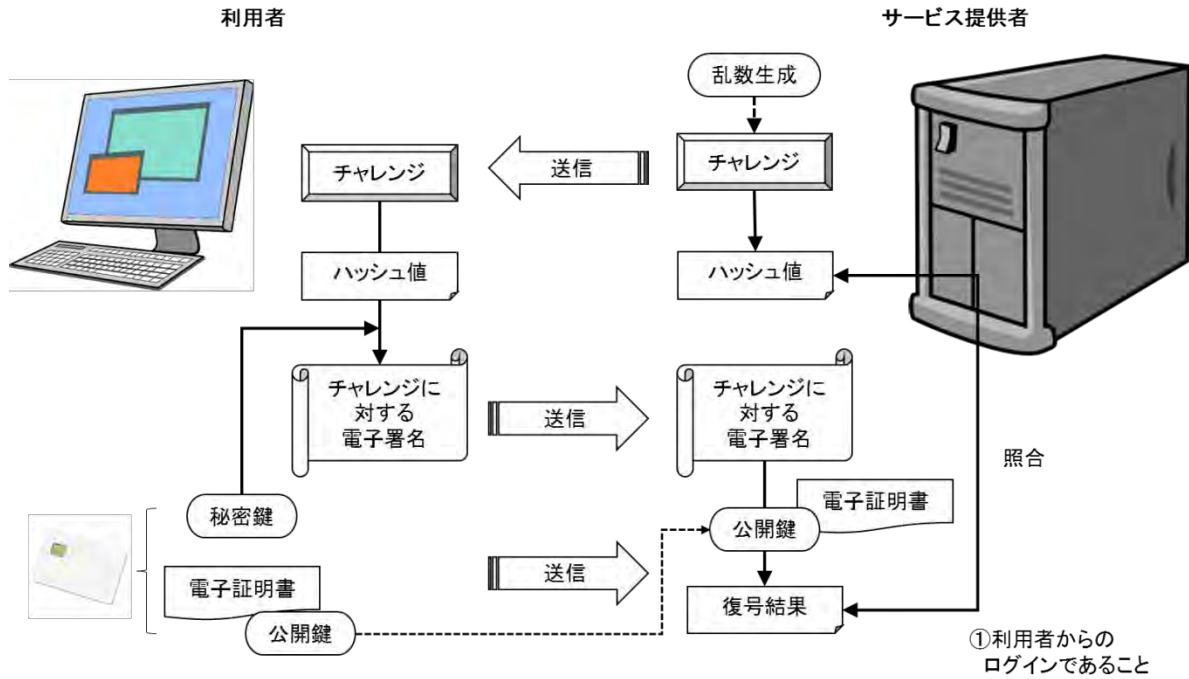 利用者
サービス提供者
乱数生成
チャレンジ
送信
チャレンジ
ハッシュ値
ハッシュ値
チャレンジに
対する
電子署名
送信
チャレンジに
対する
電子署名
照合
秘密鍵
電子証明書
公開鍵
電子証明書
送信
復号結果
公開鍵
①利用者からの
ログインであること